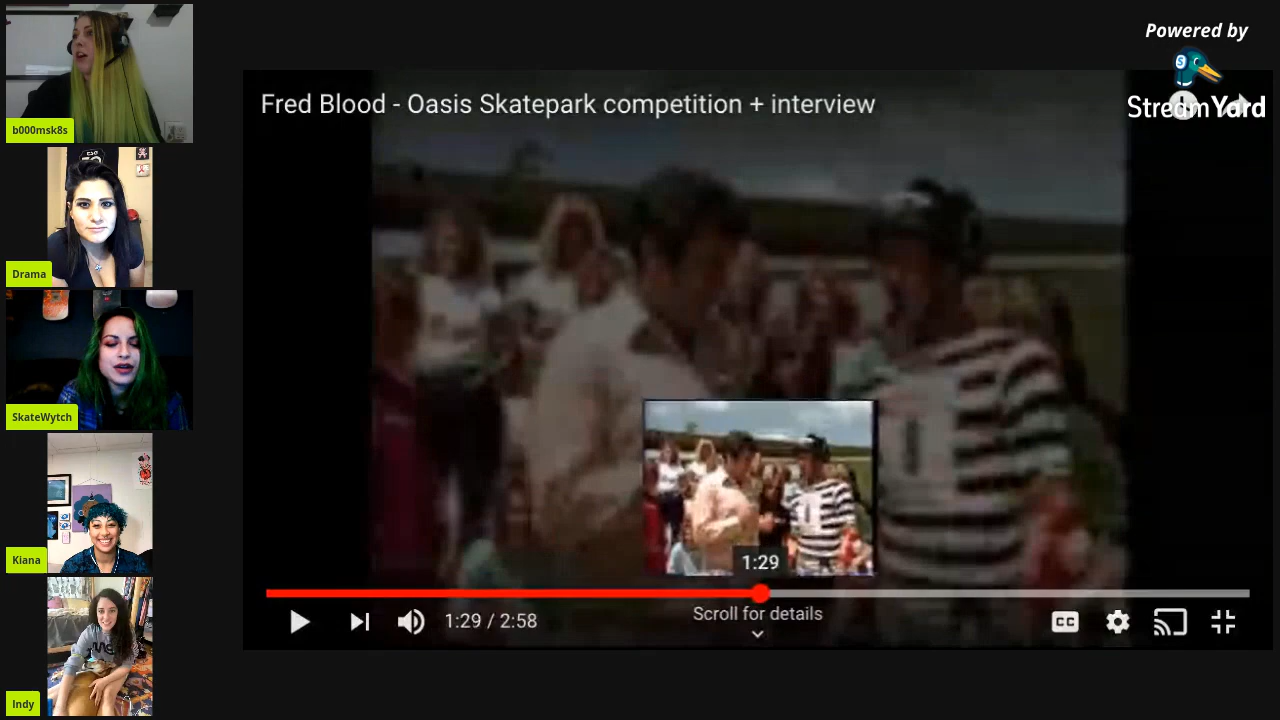 Powered by
StreamYard
Fred Blood - Oasis Skatepark competition + interview
b000msk8s
Drama
SkateWytch
Kiana
Indy
1:29
1:29 / 2:58
Scroll for details
CC